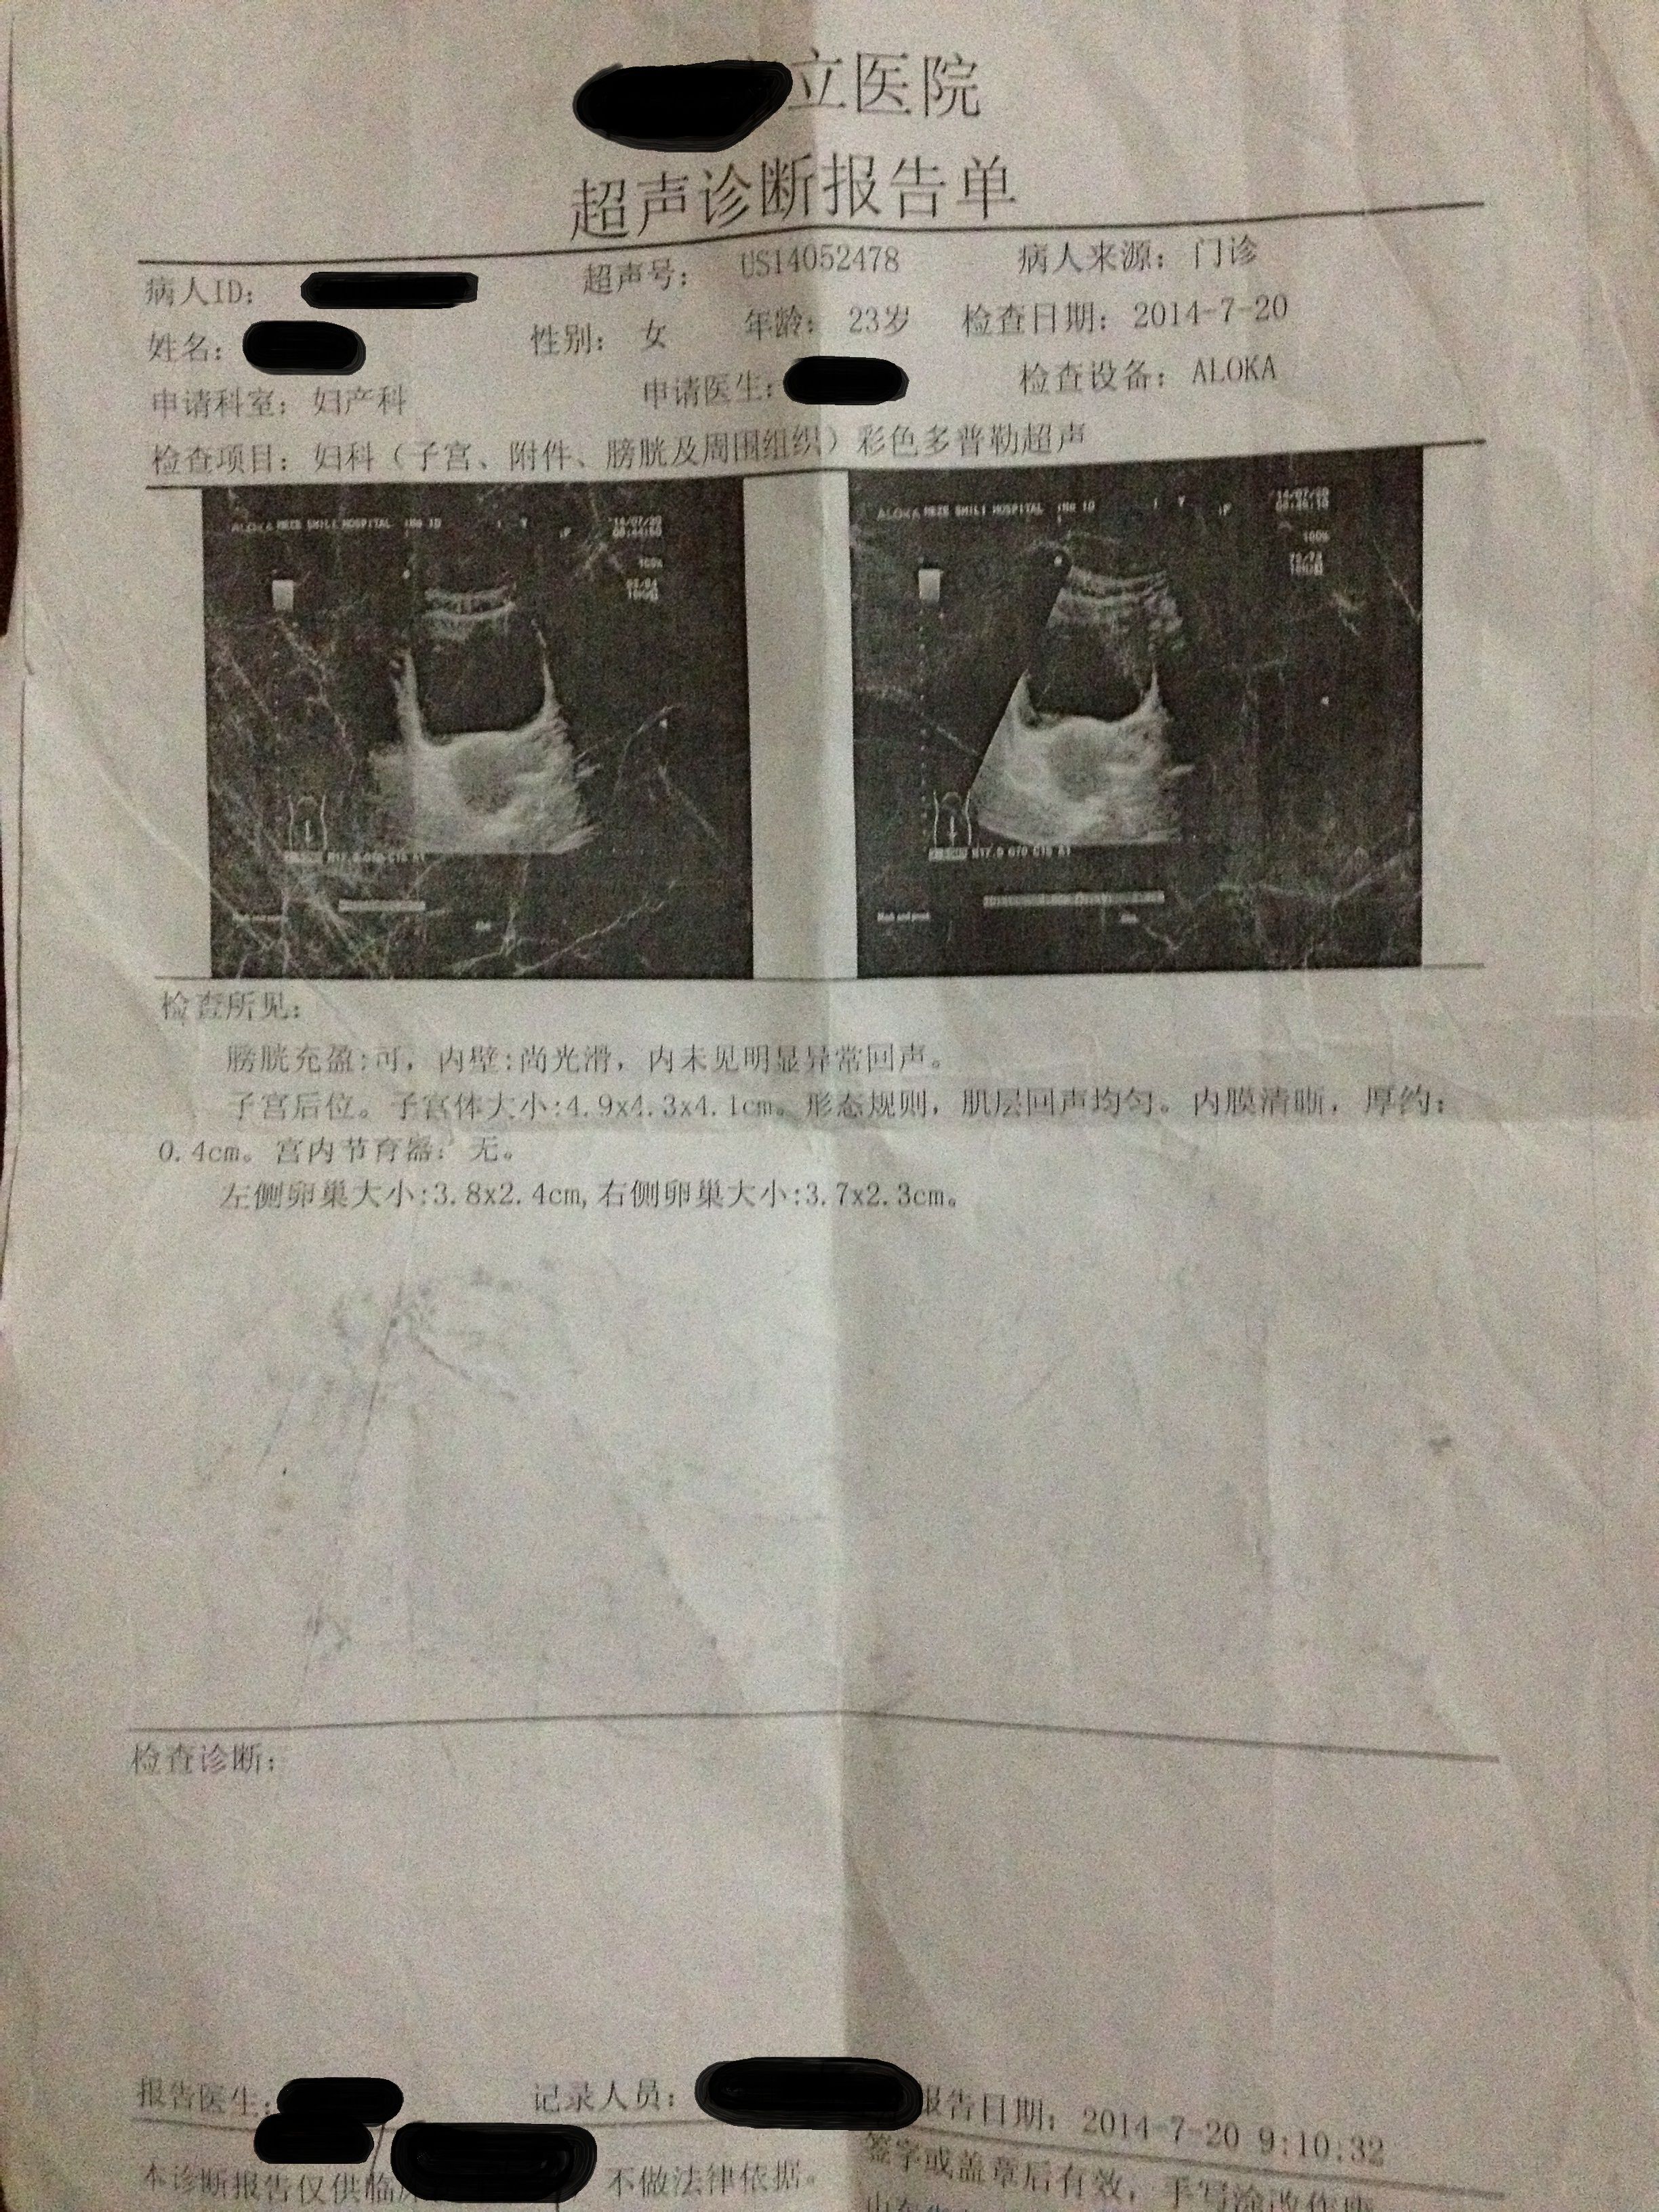 立医院
超声诊断报告单
病人ID: 超声号: US14052478 病人来源: 门诊
姓名: 性别: 女 年龄: 23岁 检查日期: 2014-7-20
申请科室: 妇产科 申请医生: 检查设备: ALOKA
检查项目: 妇科（子宫、附件、膀胱及周围组织）彩色多普勒超声
ALOKA HOSPITAL
ALOKA HOSPITAL
100%
100%
检查所见:
膀胱充盈:可，内壁:尚光滑，内未见明显异常回声。
子宫后位。子宫体大小:4.9x4.3x4.1cm。形态规则，肌层回声均匀。内膜清晰，厚约:
0.4cm。宫内节育器: 无。
左侧卵巢大小:3.8x2.4cm,右侧卵巢大小:3.7x2.3cm。
检查诊断:
报告医生: 记录人员: 报告日期: 2014-7-20 9:10:32
本诊断报告仅供临 不做法律依据。 签字或盖章后有效，手写涂改作废